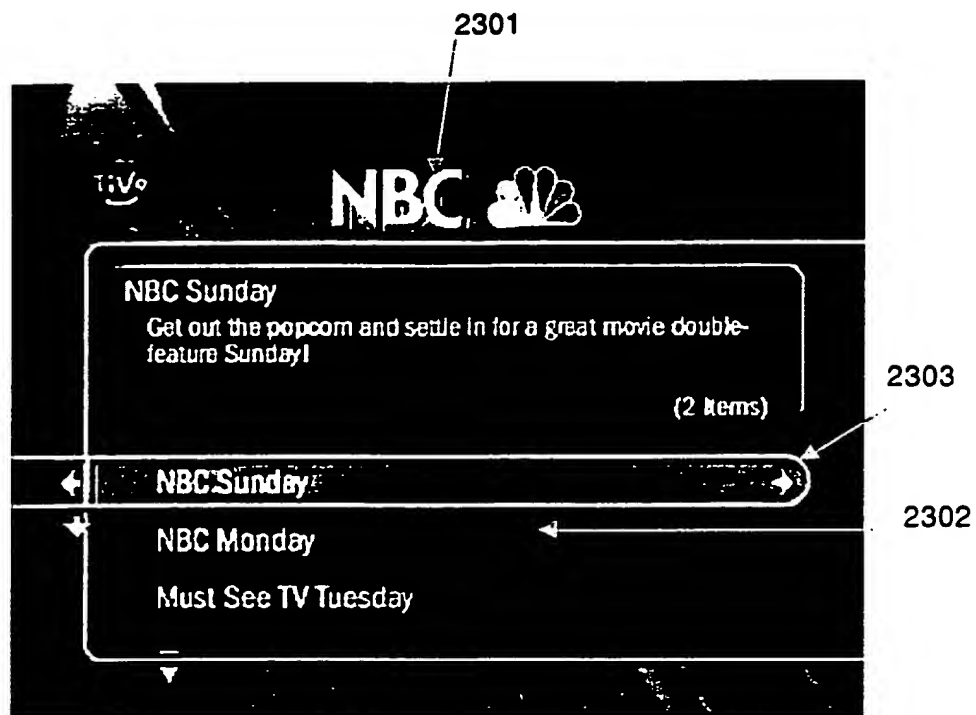 2301
TiVo
NBC
NBC Sunday
Get out the popcorn and settle in for a great movie double-
feature Sunday!
(2 Items)
2303
NBC Sunday
2302
NBC Monday
Must See TV Tuesday